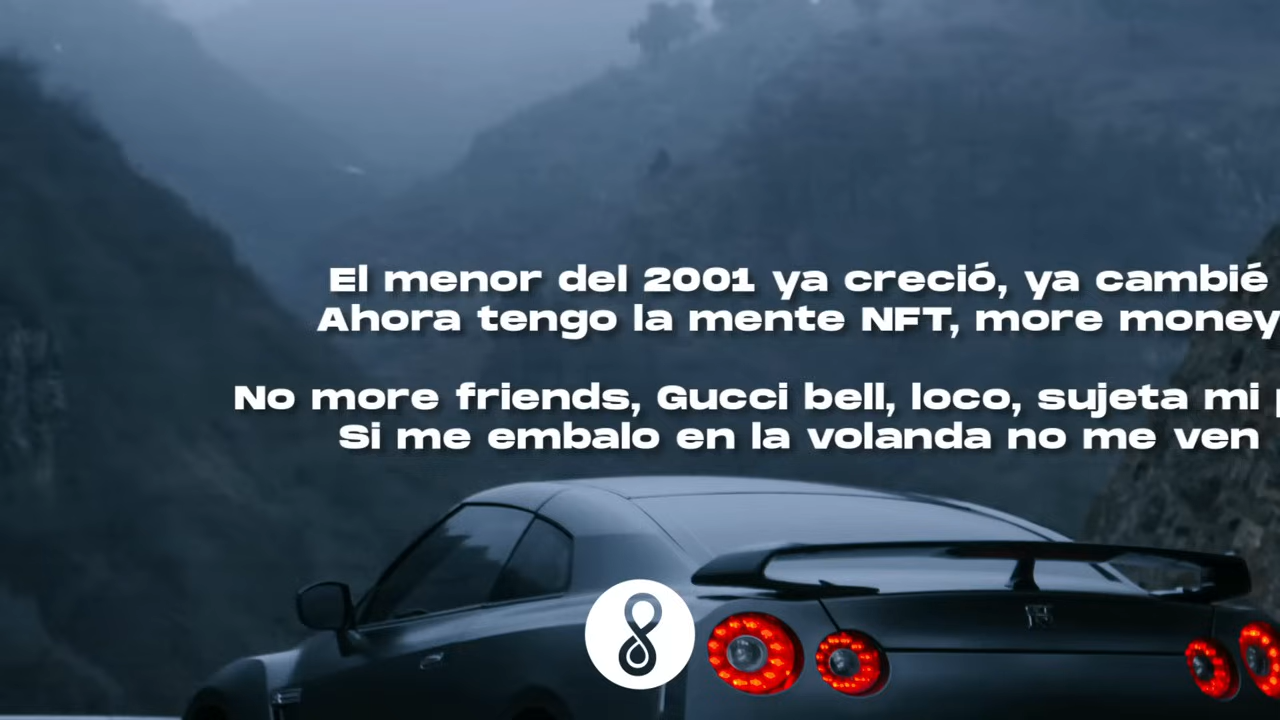 El menor del 2001 ya creció, ya cambié
Ahora tengo la mente NFT, more money
No more friends, Gucci bell, loco, sujeta mi
Si me embalo en la volanda no me ven